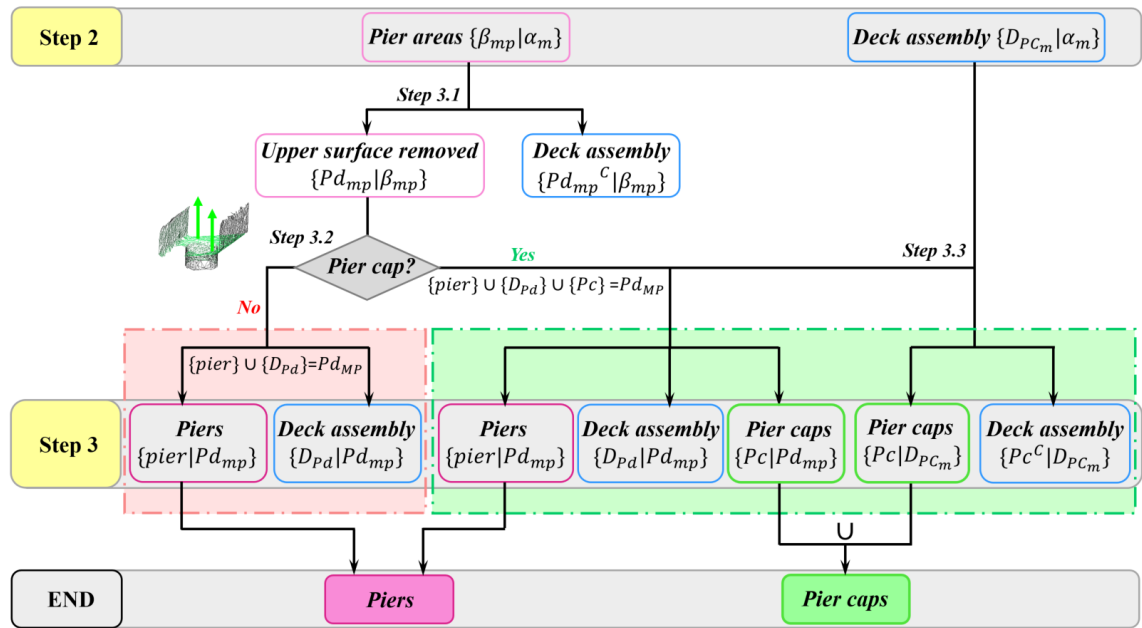 Step 2
Pier areas {β_mp|α_m}
Deck assembly {D_PC_m|α_m}
Step 3.1
Upper surface removed
{Pd_mp|β_mp}
Deck assembly
{Pd_mp^C|β_mp}
Step 3.2
Pier cap?
Yes
Step 3.3
{pier} ∪ {D_Pd} ∪ {Pc} =Pd_MP
No
{pier} ∪ {D_Pd}=Pd_MP
Step 3
Piers
{pier|Pd_mp}
Deck assembly
{D_Pd|Pd_mp}
Piers
{pier|Pd_mp}
Deck assembly
{D_Pd|Pd_mp}
Pier caps
{Pc|Pd_mp}
Pier caps
{Pc|D_PC_m}
Deck assembly
{Pc^C|D_PC_m}
∪
END
Piers
Pier caps